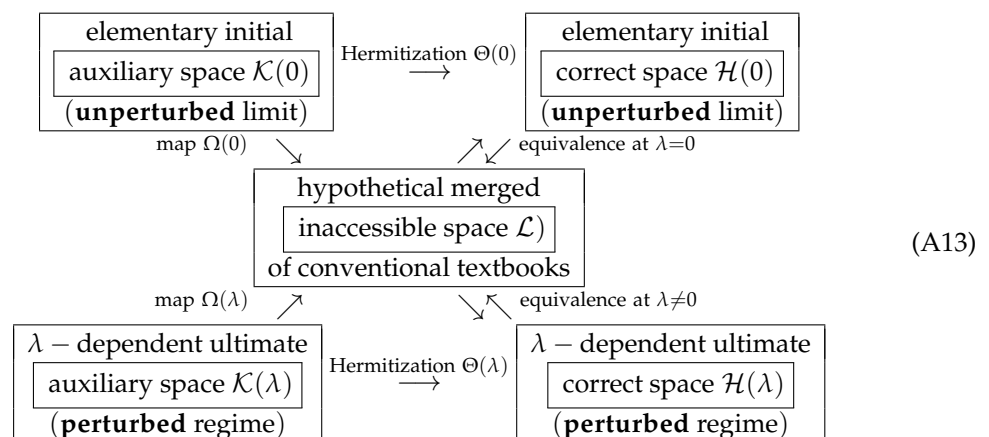 elementary initial
auxiliary space K(0)
(unperturbed limit)
Hermitization Θ(0)
⟶
elementary initial
correct space H(0)
(unperturbed limit)
map Ω(0) ↘
↗ ↙ equivalence at λ=0
hypothetical merged
inaccessible space L)
of conventional textbooks
(A13)
map Ω(λ) ↗
↘ ↖ equivalence at λ≠0
λ − dependent ultimate
auxiliary space K(λ)
(perturbed regime)
Hermitization Θ(λ)
⟶
λ − dependent ultimate
correct space H(λ)
(perturbed regime)